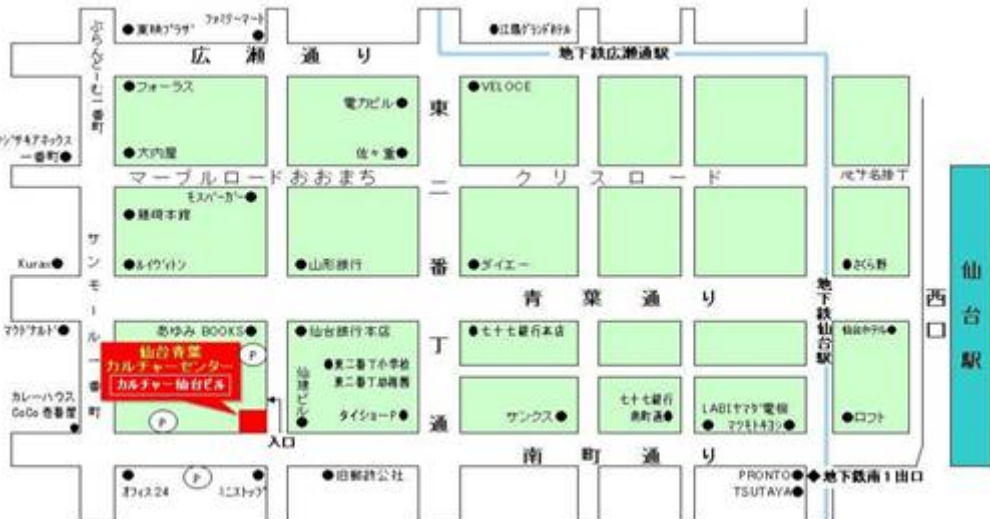 ぶらんど〜む一番町
●東映プラザ
ファミリーマート
●江陽グランドホテル
広瀬通り
地下鉄広瀬通駅
●フォーラス
電力ビル●
●VELOCE
東二番丁通
一番町●
●大内屋
佐々重●
マーブルロードおおまち
クリスロード
モスバーガー●
●藤崎本館
サンモール一番町
Kurax●
●ルイヴィトン
●山形銀行
●ダイエー
●さくら野
西口
仙台駅
青葉通り
地下鉄仙台駅
マクドナルド●
あゆみBOOKS●
●仙台銀行本店
●七十七銀行本店
仙台ホテル●
仙台青葉
カルチャーセンター
カルチャー仙台ビル
P
●東二番丁小学校
東二番丁幼稚園
仙建ビル●
タイショーP●
カレーハウス
CoCo壱番屋
●
P
サンクス●
七十七銀行
南町通●
LABIヤマダ電機
●マツモトキヨシ●
●ロフト
入口
南町通り
オフィス24
P
ミニストップ
●旧郵政公社
PRONTO●
◆地下鉄南1出口
TSUTAYA●